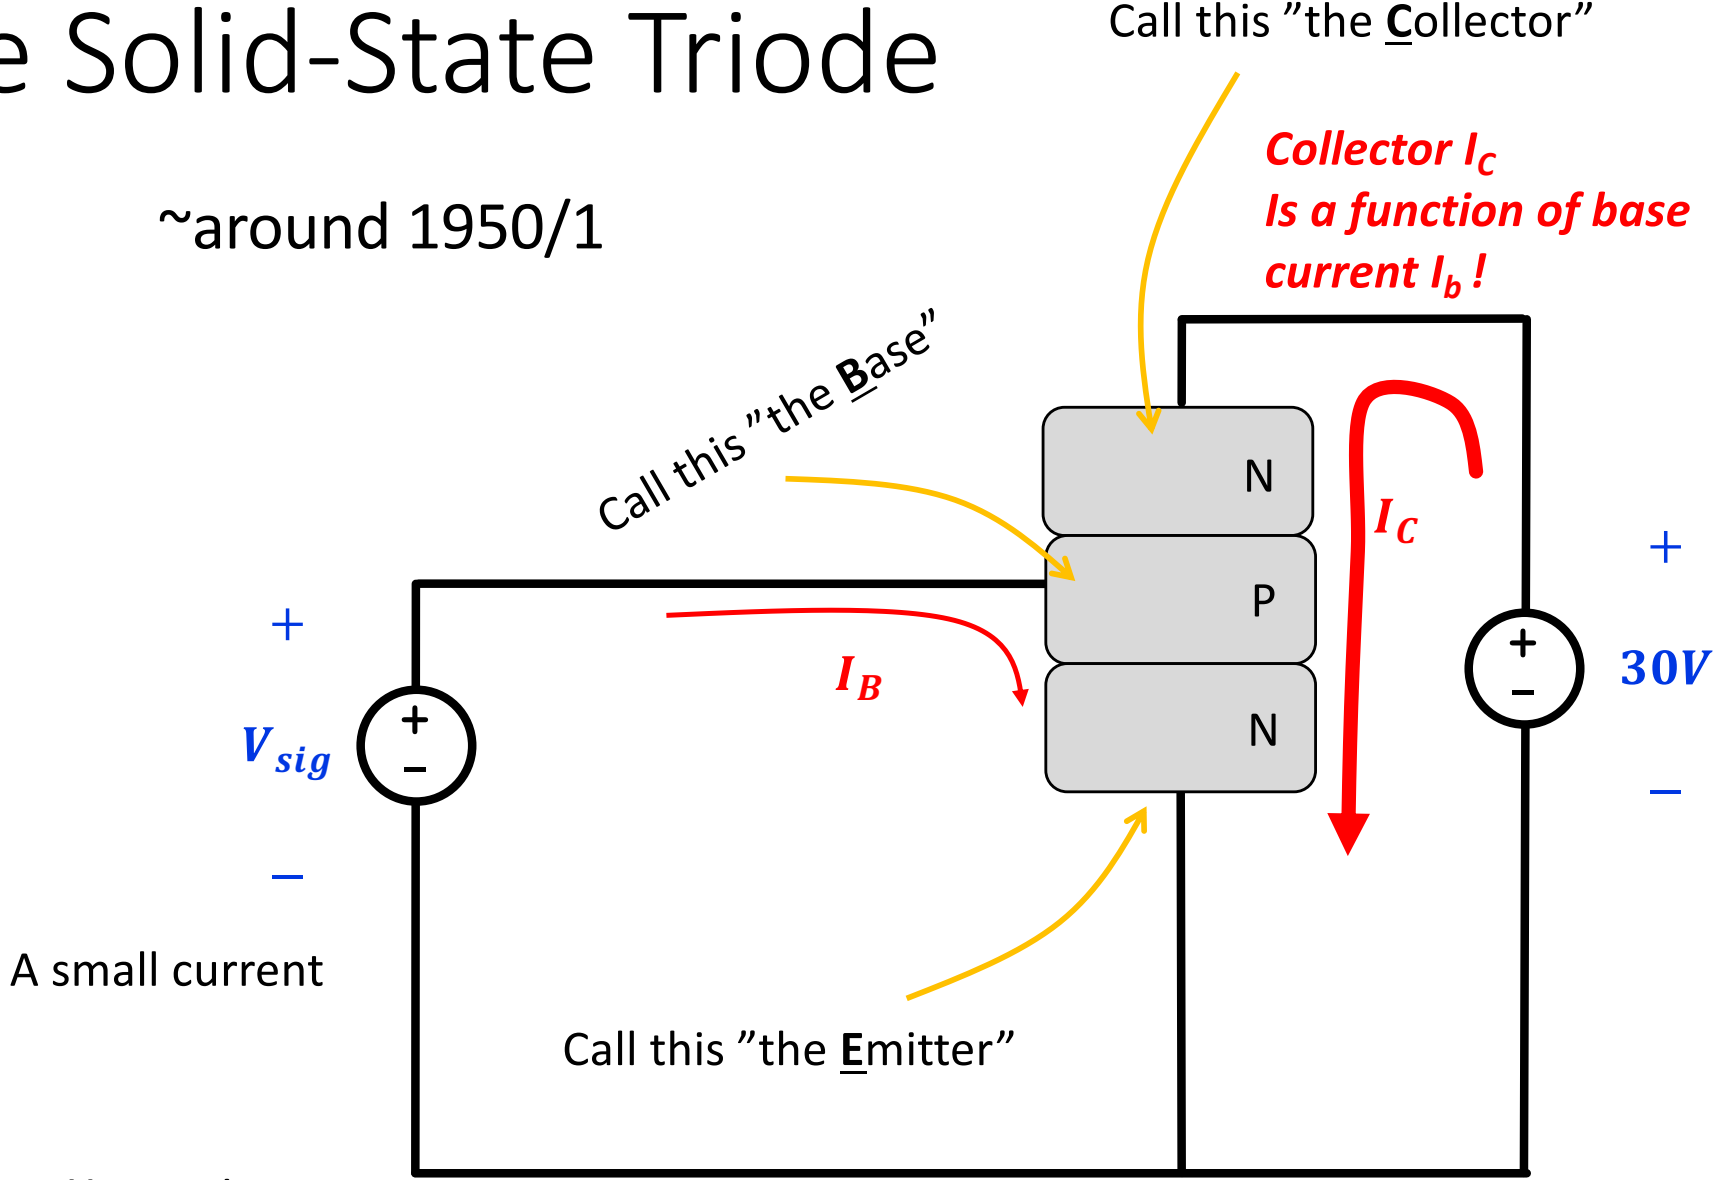 e Solid-State Triode
Call this ”the Collector”
Collector I_C
Is a function of base
current I_b !
~around 1950/1
Call this ”the Base”
N
I_C
+
P
+
+
−
30V
I_B
N
+
−
V_sig
−
−
A small current
Call this ”the Emitter”